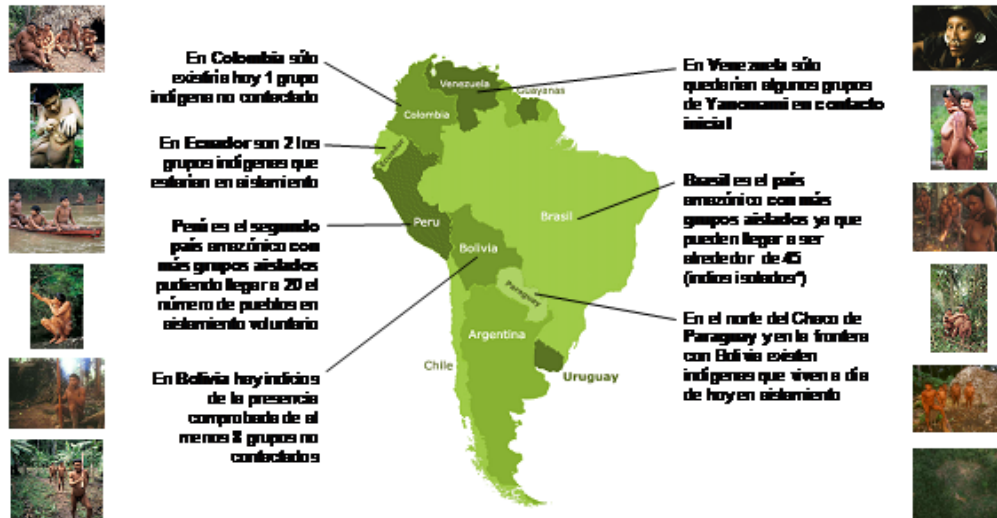 En Colombia sólo
existiría hoy 1 grupo
indígena no contactado
En Ecuador son 2 los
grupos indígenas que
estarían en aislamiento
Perú es el segundo
país amazónico con
más grupos aislados
pudiendo llegar a 20 el
número de pueblos en
aislamiento voluntario
En Bolivia hay indicios
de la presencia
comprobada de al
menos 8 grupos no
contactados
Venezuela
Guayanas
Colombia
Ecuador
Peru
Brasil
Bolivia
Paraguay
Argentina
Chile
Uruguay
En Venezuela sólo
quedarían algunos grupos
de Yanomami en contacto
inicial
Brasil es el país
amazónico con más
grupos aislados ya que
pueden llegar a ser
alrededor de 45
(índios isolados")
En el norte del Chaco de
Paraguay y en la frontera
con Bolivia existen
indígenas que viven a día
de hoy en aislamiento